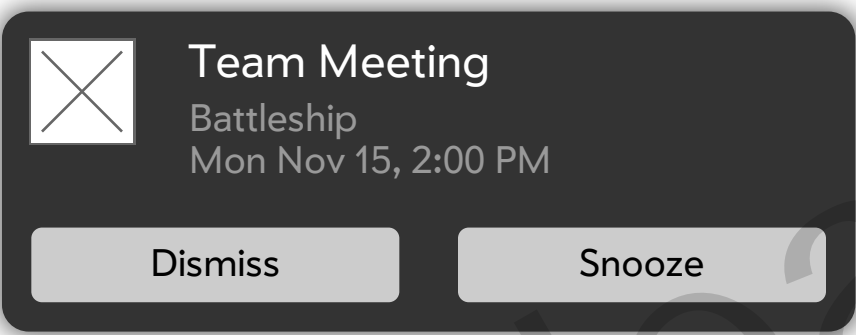 Team Meeting
Battleship
Mon Nov 15, 2:00 PM
Dismiss
Snooze